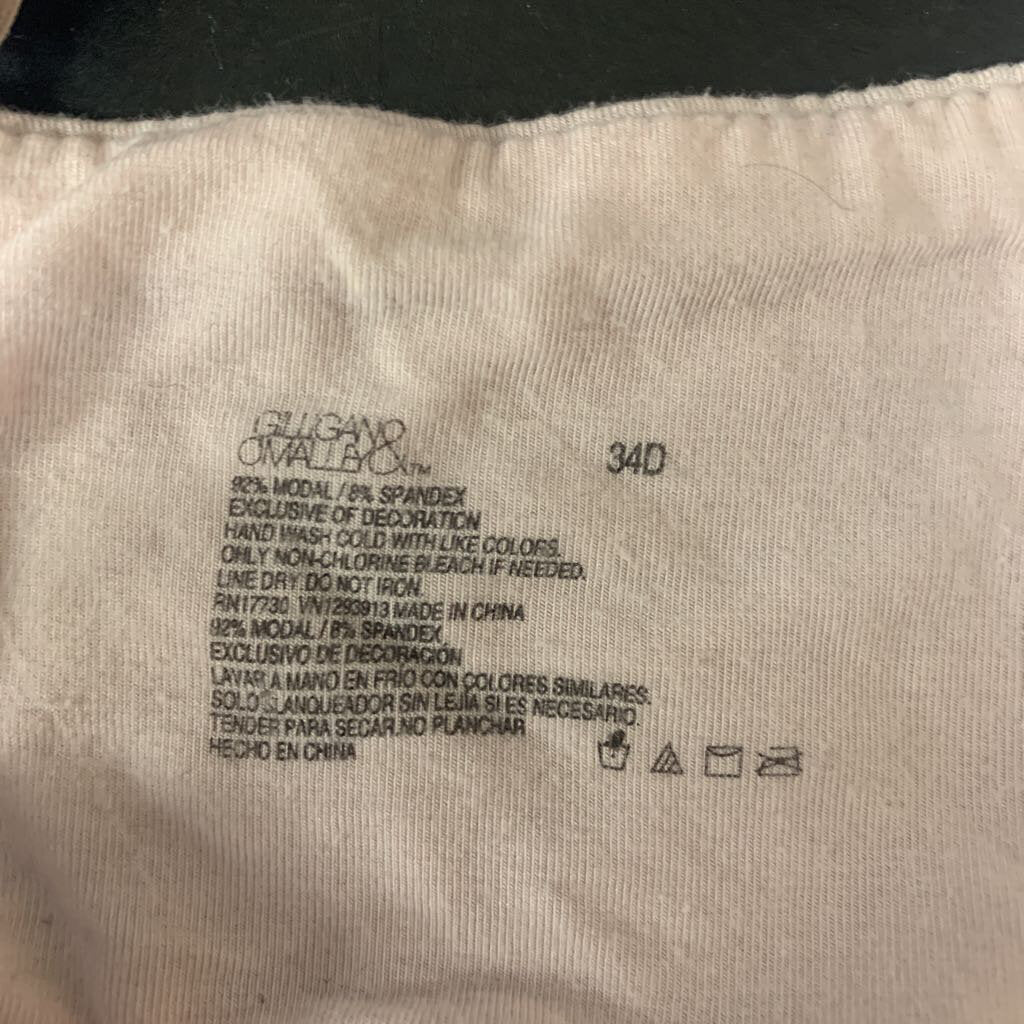 GILLIGAN &
O'MALLEY™
34D
92% MODAL / 8% SPANDEX
EXCLUSIVE OF DECORATION
HAND WASH COLD WITH LIKE COLORS.
ONLY NON-CHLORINE BLEACH IF NEEDED.
LINE DRY. DO NOT IRON.
RN17730 VN1293913 MADE IN CHINA
92% MODAL / 8% SPANDEX
EXCLUSIVO DE DECORACIÓN
LAVAR A MANO EN FRÍO CON COLORES SIMILARES.
SOLO BLANQUEADOR SIN LEJÍA SI ES NECESARIO.
TENDER PARA SECAR. NO PLANCHAR
HECHO EN CHINA